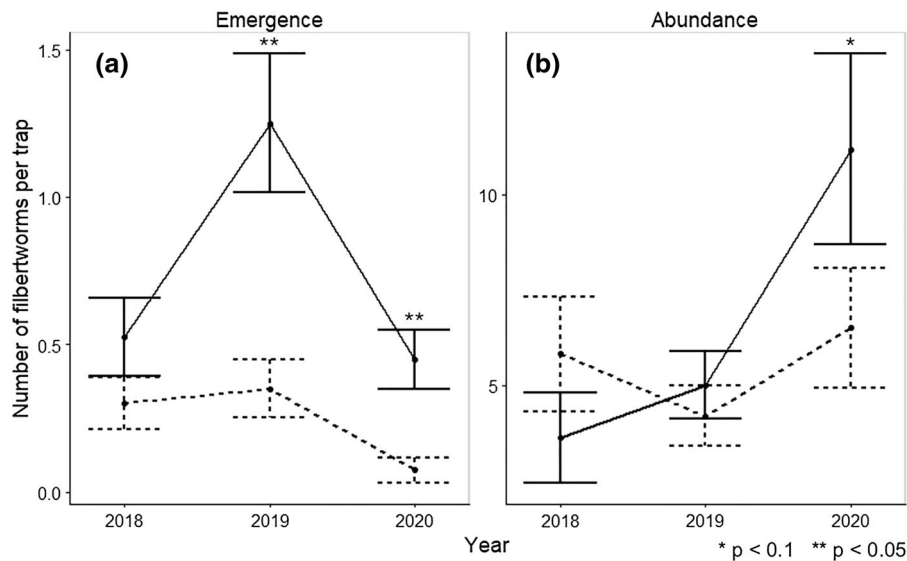 Emergence
Abundance
Number of filbertworms per trap
1.5
1.0
0.5
0.0
(a)
**
**
2018 2019 2020
10
5
(b)
*
2018 2019 2020
Year
* p < 0.1 ** p < 0.05